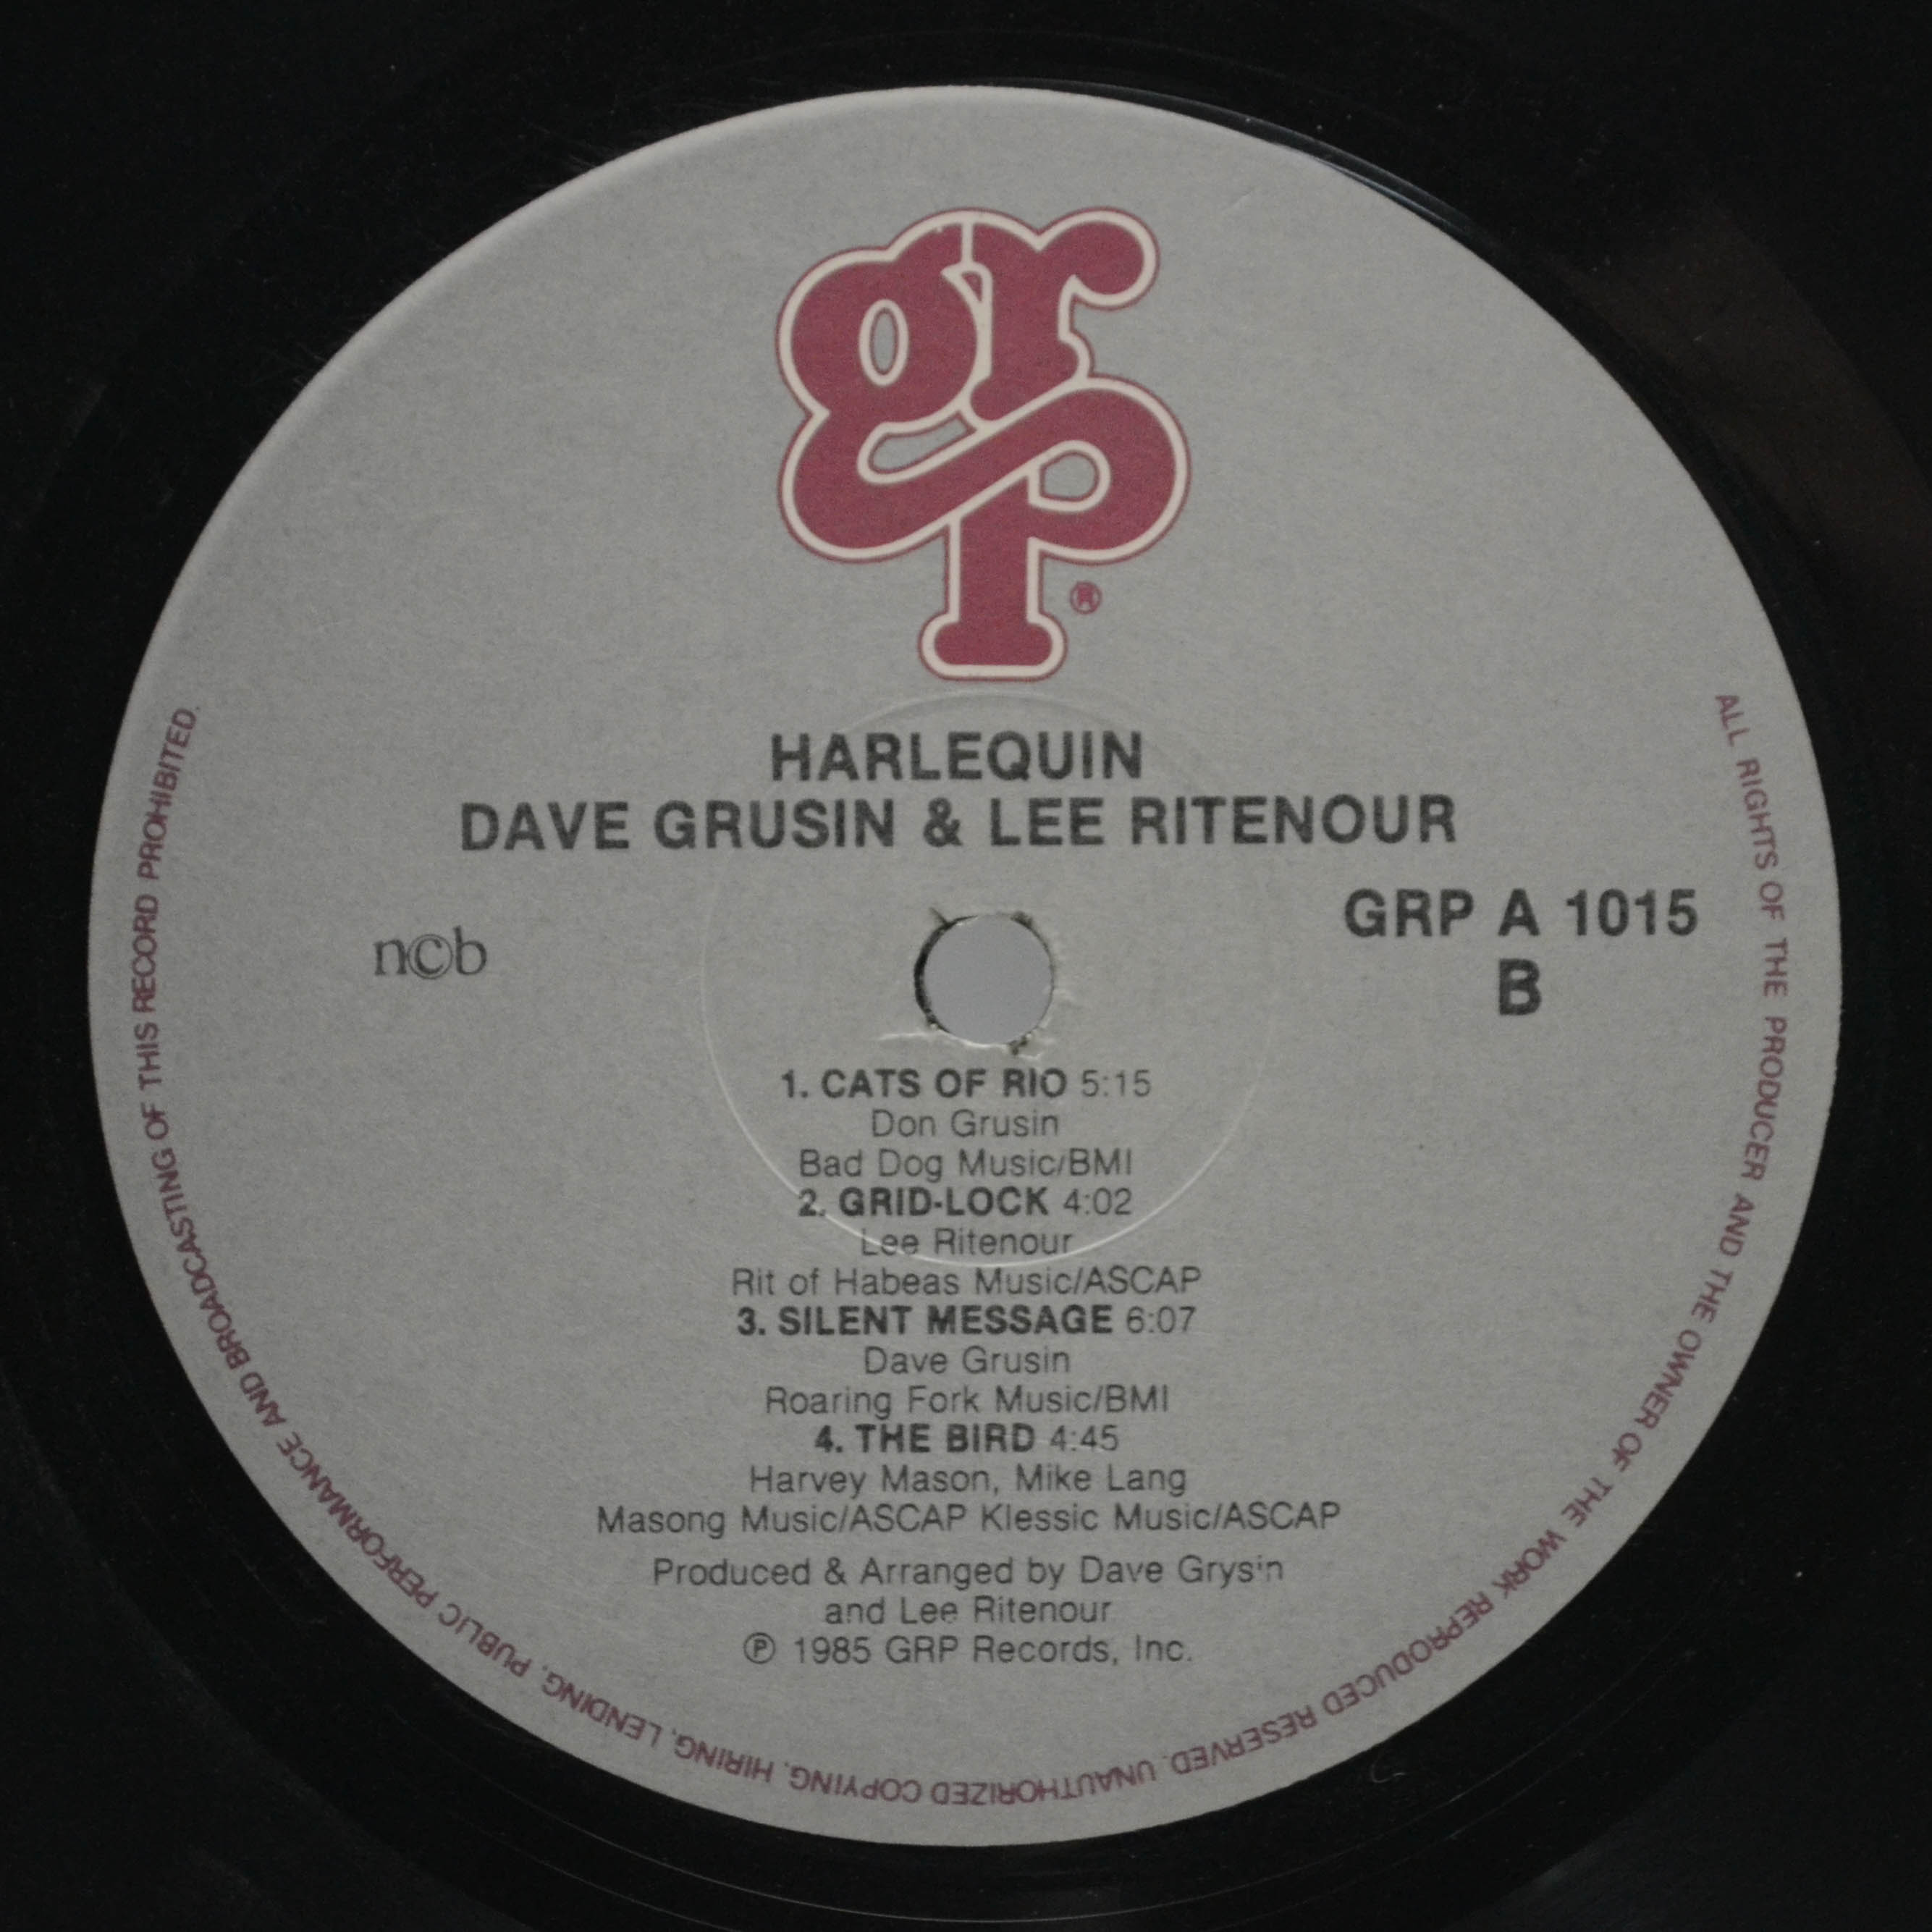 grp®
HARLEQUIN
DAVE GRUSIN & LEE RITENOUR
GRP A 1015
B
n©b
1. CATS OF RIO 5:15
Don Grusin
Bad Dog Music/BMI
2. GRID-LOCK 4:02
Lee Ritenour
Rit of Habeas Music/ASCAP
3. SILENT MESSAGE 6:07
Dave Grusin
Roaring Fork Music/BMI
4. THE BIRD 4:45
Harvey Mason, Mike Lang
Masong Music/ASCAP Klessic Music/ASCAP
Produced & Arranged by Dave Grysin
and Lee Ritenour
℗ 1985 GRP Records, Inc.
ALL RIGHTS OF THE PRODUCER AND THE OWNER OF THE WORK REPRODUCED RESERVED. UNAUTHORIZED COPYING, HIRING, LENDING, PUBLIC PERFORMANCE AND BROADCASTING OF THIS RECORD PROHIBITED.